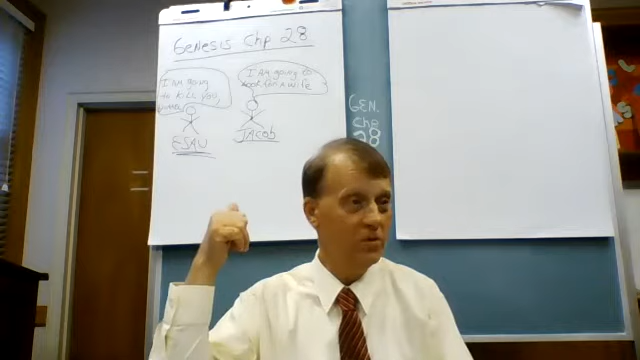 Genesis Chp 28
I AM going
to KILL YOU,
I AM going to
LOOK FOR A WIFE
ESAU
JACOB
GEN.
Chp
28